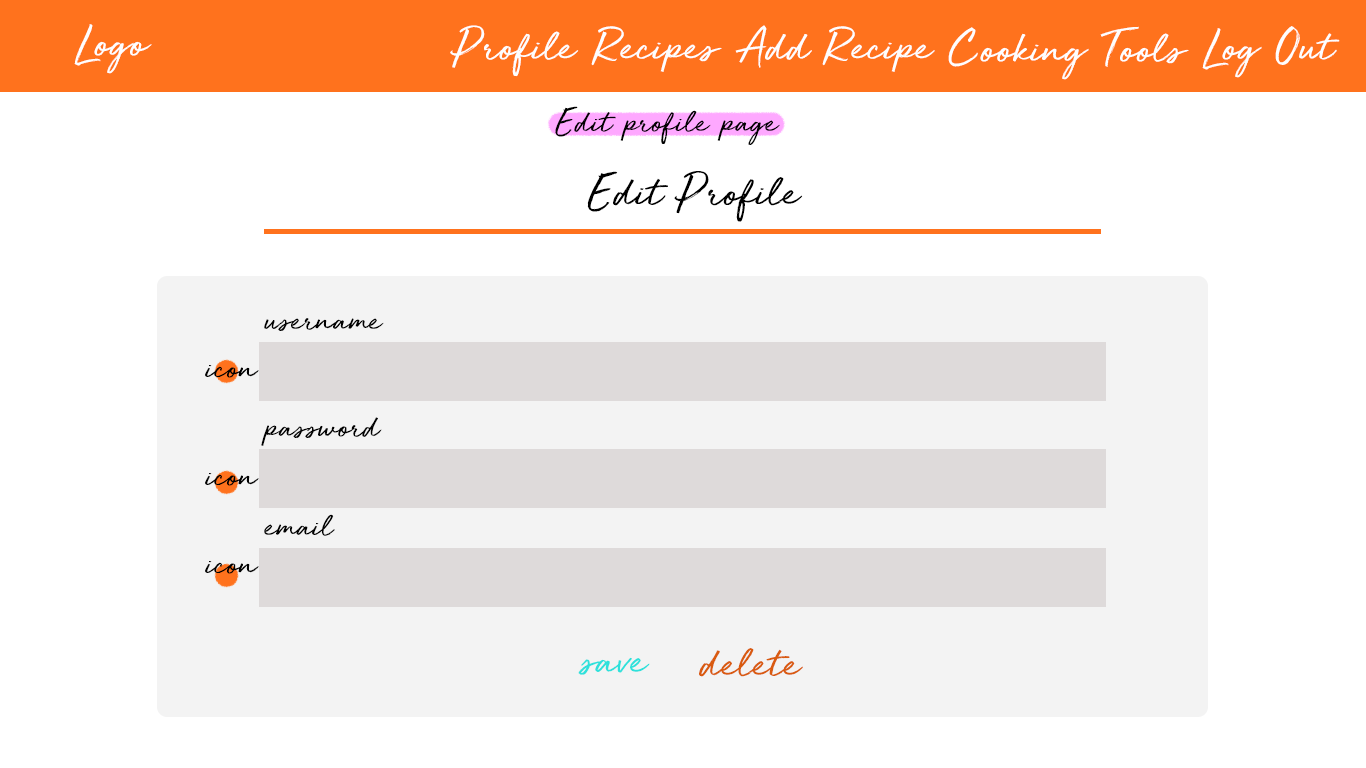 Logo Profile Recipes Add Recipe Cooking Tools Log Out
Edit profile page
Edit Profile
username
icon
password
icon
email
icon
save delete